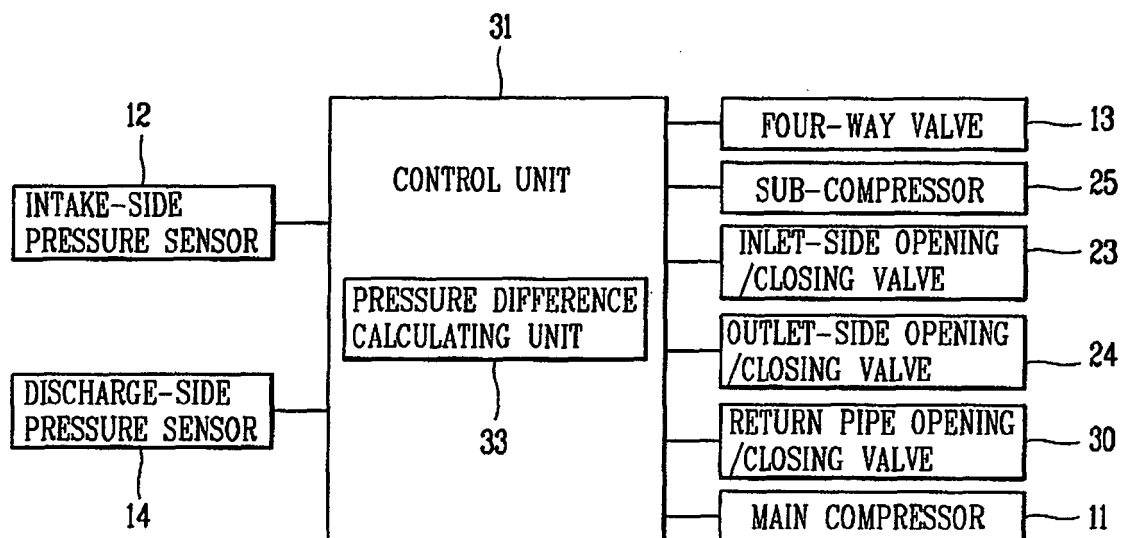 31
12
INTAKE-SIDE
PRESSURE SENSOR
DISCHARGE-SIDE
PRESSURE SENSOR
14
CONTROL UNIT
PRESSURE DIFFERENCE
CALCULATING UNIT
33
FOUR-WAY VALVE
13
SUB-COMPRESSOR
25
INLET-SIDE OPENING
/CLOSING VALVE
23
OUTLET-SIDE OPENING
/CLOSING VALVE
24
RETURN PIPE OPENING
/CLOSING VALVE
30
MAIN COMPRESSOR
11